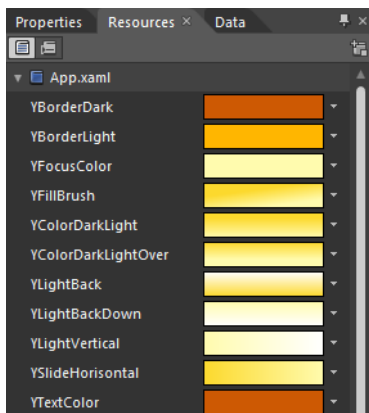 Properties Resources × Data
App.xaml
YBorderDark
YBorderLight
YFocusColor
YFillBrush
YColorDarkLight
YColorDarkLightOver
YLightBack
YLightBackDown
YLightVertical
YSlideHorisontal
YTextColor